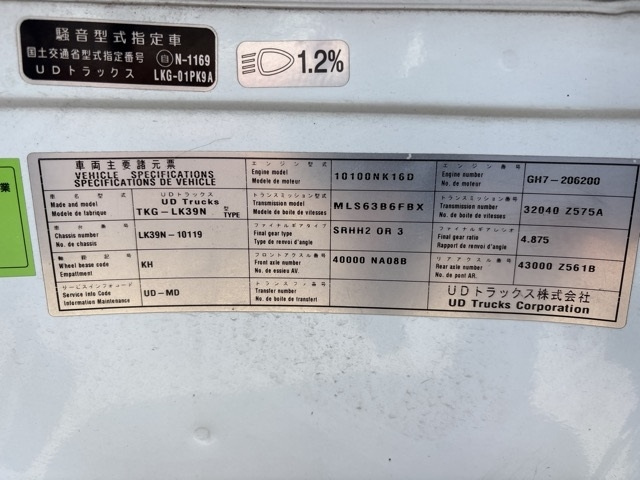 騒音型式指定車
国土交通省型式指定番号 自 N-1169
UDトラックス LKG-01PK9A
1.2%
業
車両主要諸元票
VEHICLE SPECIFICATIONS
SPECIFICATIONS DE VEHICLE
車名型式 UDトラックス
Made and model UD Trucks
Modele de fabrique TKG-LK39N 型 TYPE
車台番号
Chassis number LK39N-10119
No. de chassis
軸距記号
Wheel base code KH
Empattement
サービスインフォコード
Service info Code UD-MD
Information Maintenance
エンジン型式
Engine model 10100NK16D
Modele de moteur
トランスミッション型式
Transmission model MLS63B6FBX
Modele de boite de vitesses
ファイナルギア型式
Final gear type SRHH2 OR 3
Type de renvoi d'angle
フロントアクスル番号
Front axle number 40000 NA08B
No. de essieu AV.
トランスファ番号
Transfer number
No. de boite de transfert
エンジン番号
Engine number GH7-206200
No. de moteur
トランスミッション番号
Transmission number 32040 Z575A
No. de boite de vitesses
ファイナルギアレシオ
Final gear ratio 4.875
Rapport de renvoi d'angle
リアアクスル番号
Rear axle number 43000 Z561B
No. de pont AR.
UDトラックス株式会社
UD Trucks Corporation